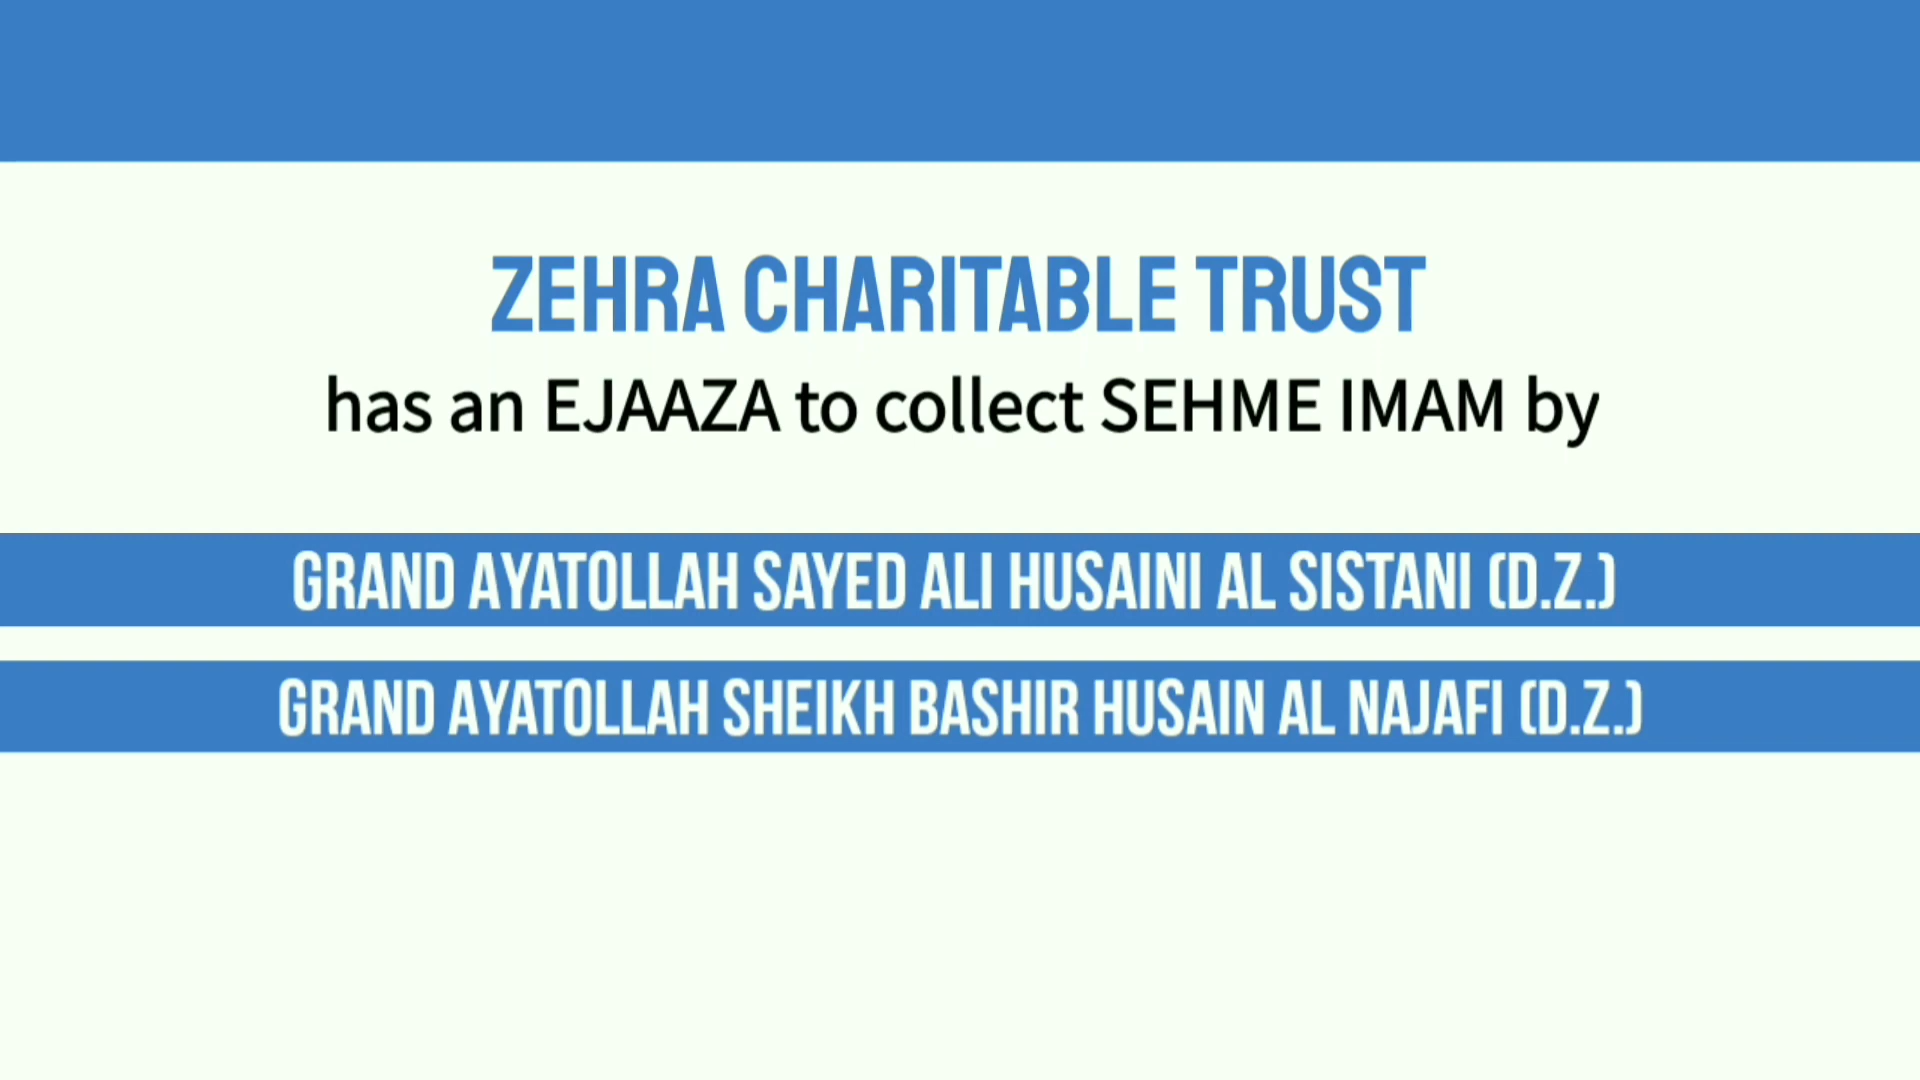 ZEHRA CHARITABLE TRUST
has an EJAAZA to collect SEHME IMAM by
GRAND AYATOLLAH SAYED ALI HUSAINI AL SISTANI (D.Z.)
GRAND AYATOLLAH SHEIKH BASHIR HUSAIN AL NAJAFI (D.Z.)